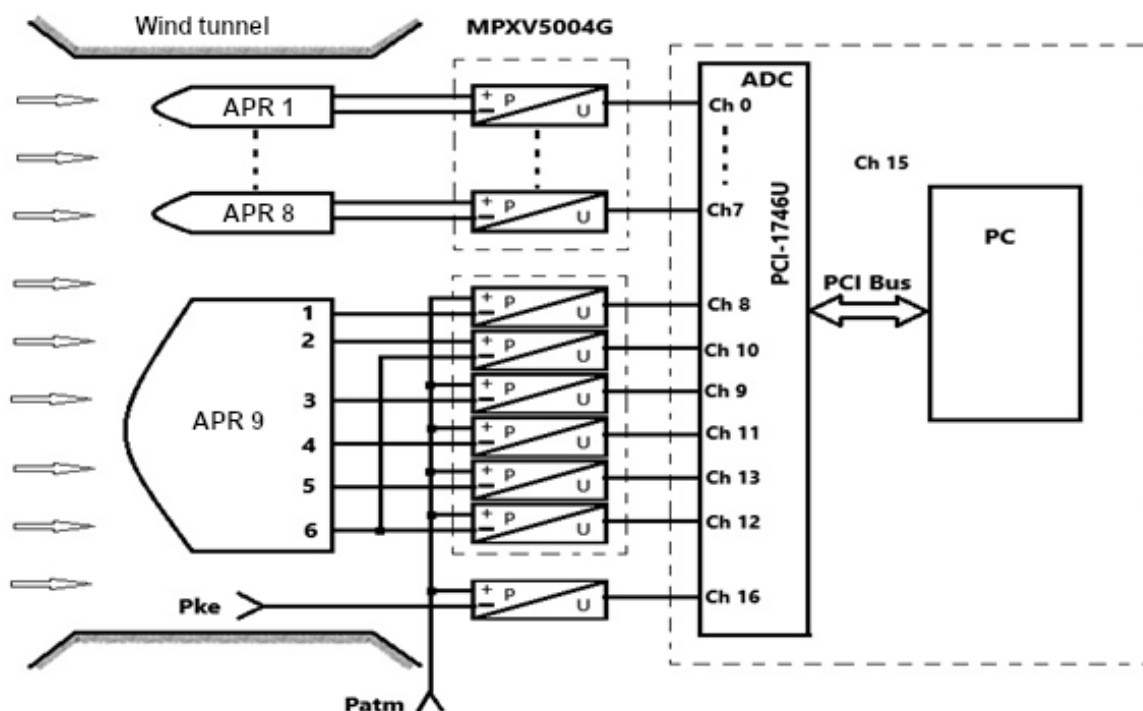 Wind tunnel
MPXV5004G
ADC
APR 1
+ P
− U
Ch 0
Ch 15
APR 8
+ P
− U
Ch7
PCI-1746U
PC
PCI Bus
APR 9
1
+ P
− U
Ch 8
2
+ P
− U
Ch 10
3
+ P
− U
Ch 9
4
+ P
− U
Ch 11
5
+ P
− U
Ch 13
6
+ P
− U
Ch 12
Pke
+ P
− U
Ch 16
Patm